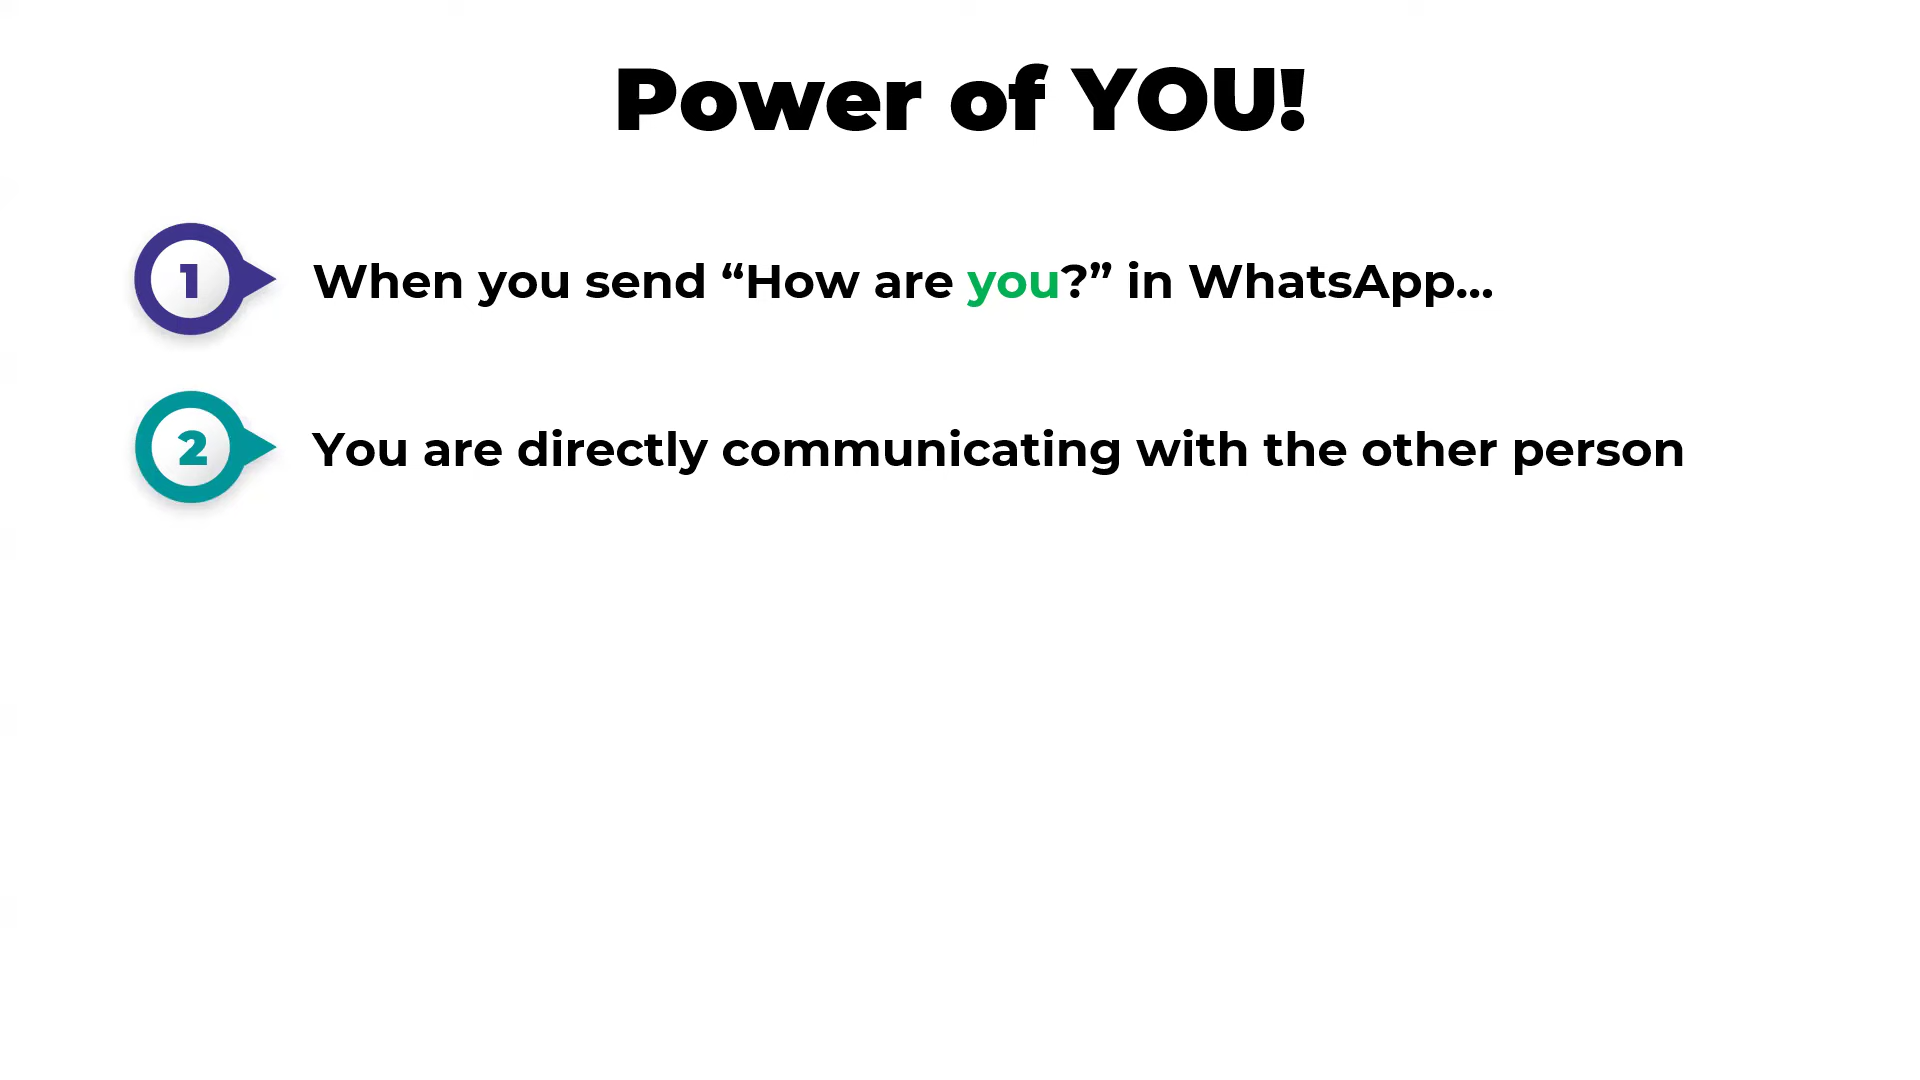 Power of YOU!
1 When you send “How are you?” in WhatsApp...
2 You are directly communicating with the other person